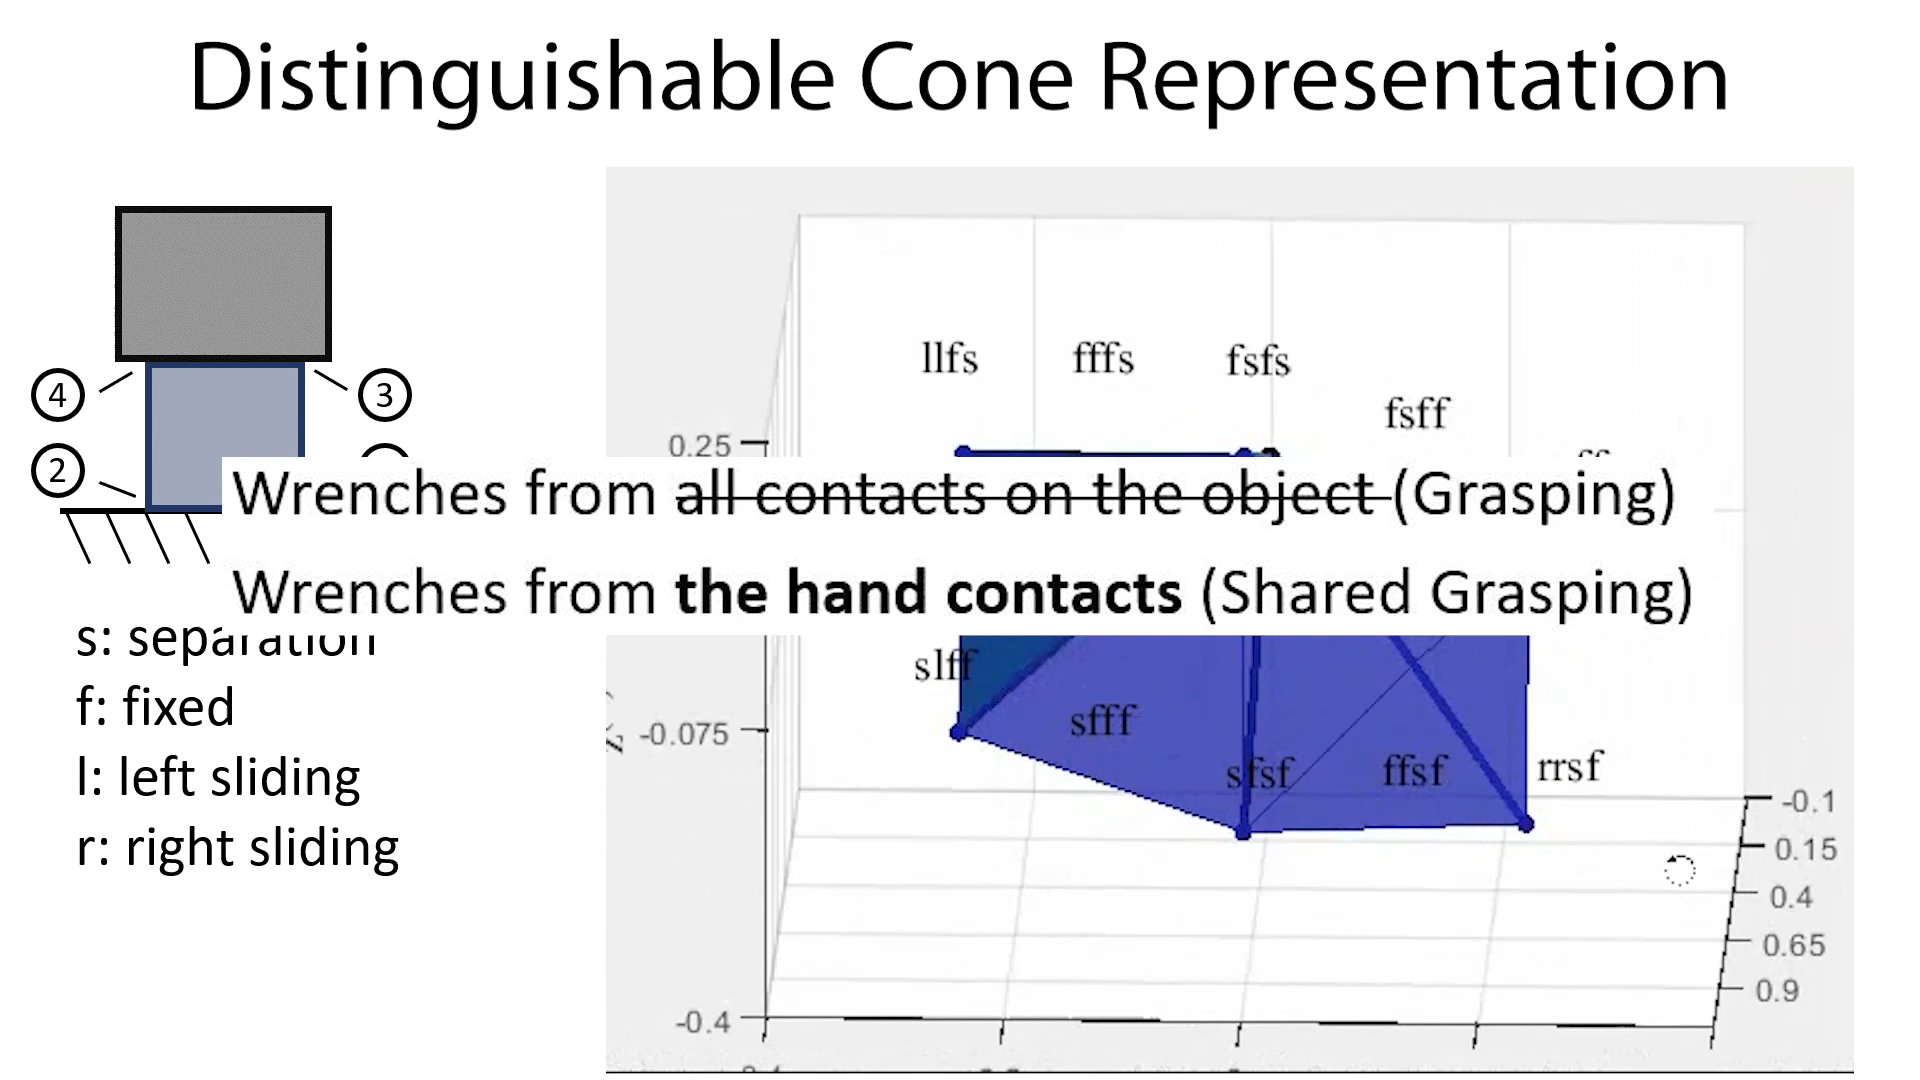 Distinguishable Cone Representation
4
3
2
llfs fffs fsfs
fsff
0.25
Wrenches from all contacts on the object (Grasping)
Wrenches from the hand contacts (Shared Grasping)
s: separation
f: fixed
l: left sliding
r: right sliding
slff
sfff
-0.075
sfsf ffsf rrsf
-0.1
0.15
0.4
0.65
0.9
-0.4